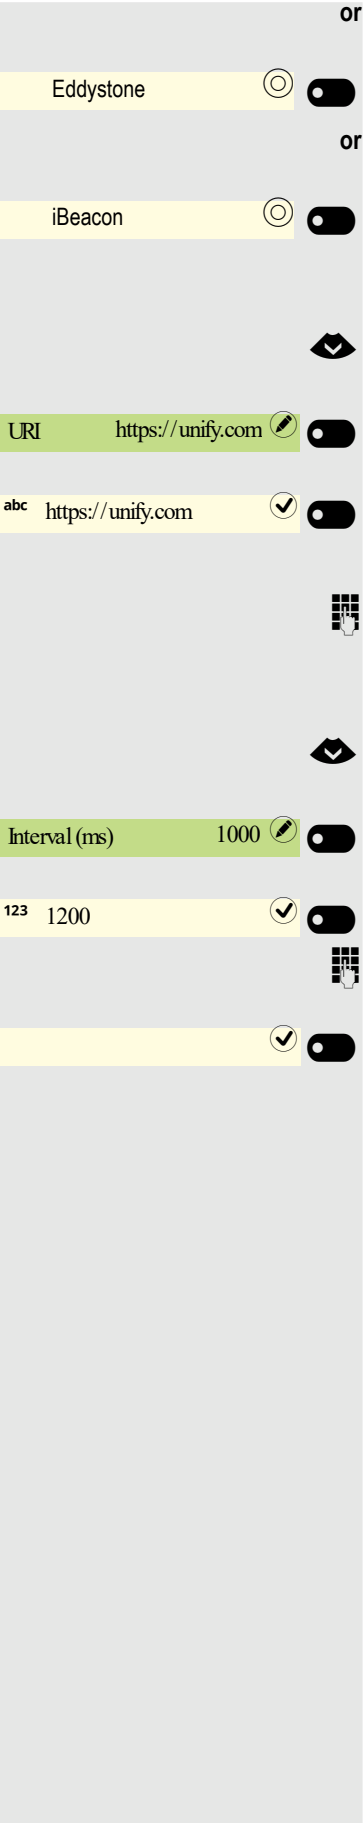 or
Eddystone
or
iBeacon
URI https://unify.com
abc https://unify.com
Interval (ms) 1000
123 1200